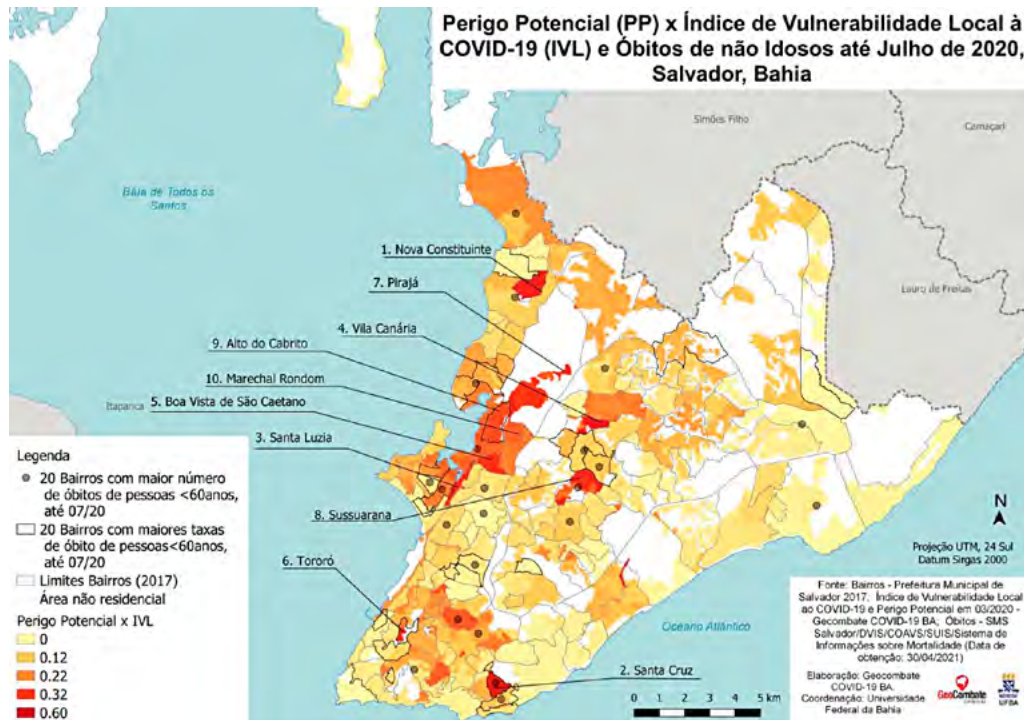 Perigo Potencial (PP) x Índice de Vulnerabilidade Local à
COVID-19 (IVL) e Óbitos de não Idosos até Julho de 2020,
Salvador, Bahia
Simões Filho
Camaçari
Baía de Todos os
Santos
1. Nova Constituinte
7. Pirajá
Lauro de Freitas
4. Vila Canária
9. Alto do Cabrito
10. Marechal Rondom
Itaparica
5. Boa Vista de São Caetano
3. Santa Luzia
8. Sussuarana
6. Tororó
Oceano Atlântico
2. Santa Cruz
Legenda
20 Bairros com maior número
de óbitos de pessoas <60anos,
até 07/20
20 Bairros com maiores taxas
de óbito de pessoas<60anos,
até 07/20
Limites Bairros (2017)
Área não residencial
Perigo Potencial x IVL
0
0.12
0.22
0.32
0.60
N
Projeção UTM, 24 Sul
Datum Sirgas 2000
Fonte: Bairros - Prefeitura Municipal de
Salvador 2017. Índice de Vulnerabilidade Local
ao COVID-19 e Perigo Potencial em 03/2020 -
Geocombate COVID-19 BA; Óbitos - SMS
Salvador/DVIS/COAVS/SUIS/Sistema de
Informações sobre Mortalidade (Data de
obtenção: 30/04/2021)
Elaboração: Geocombate
COVID-19 BA.
Coordenação: Universidade
Federal da Bahia
GeoCombate
UFBA
0 1 2 3 4 5 km